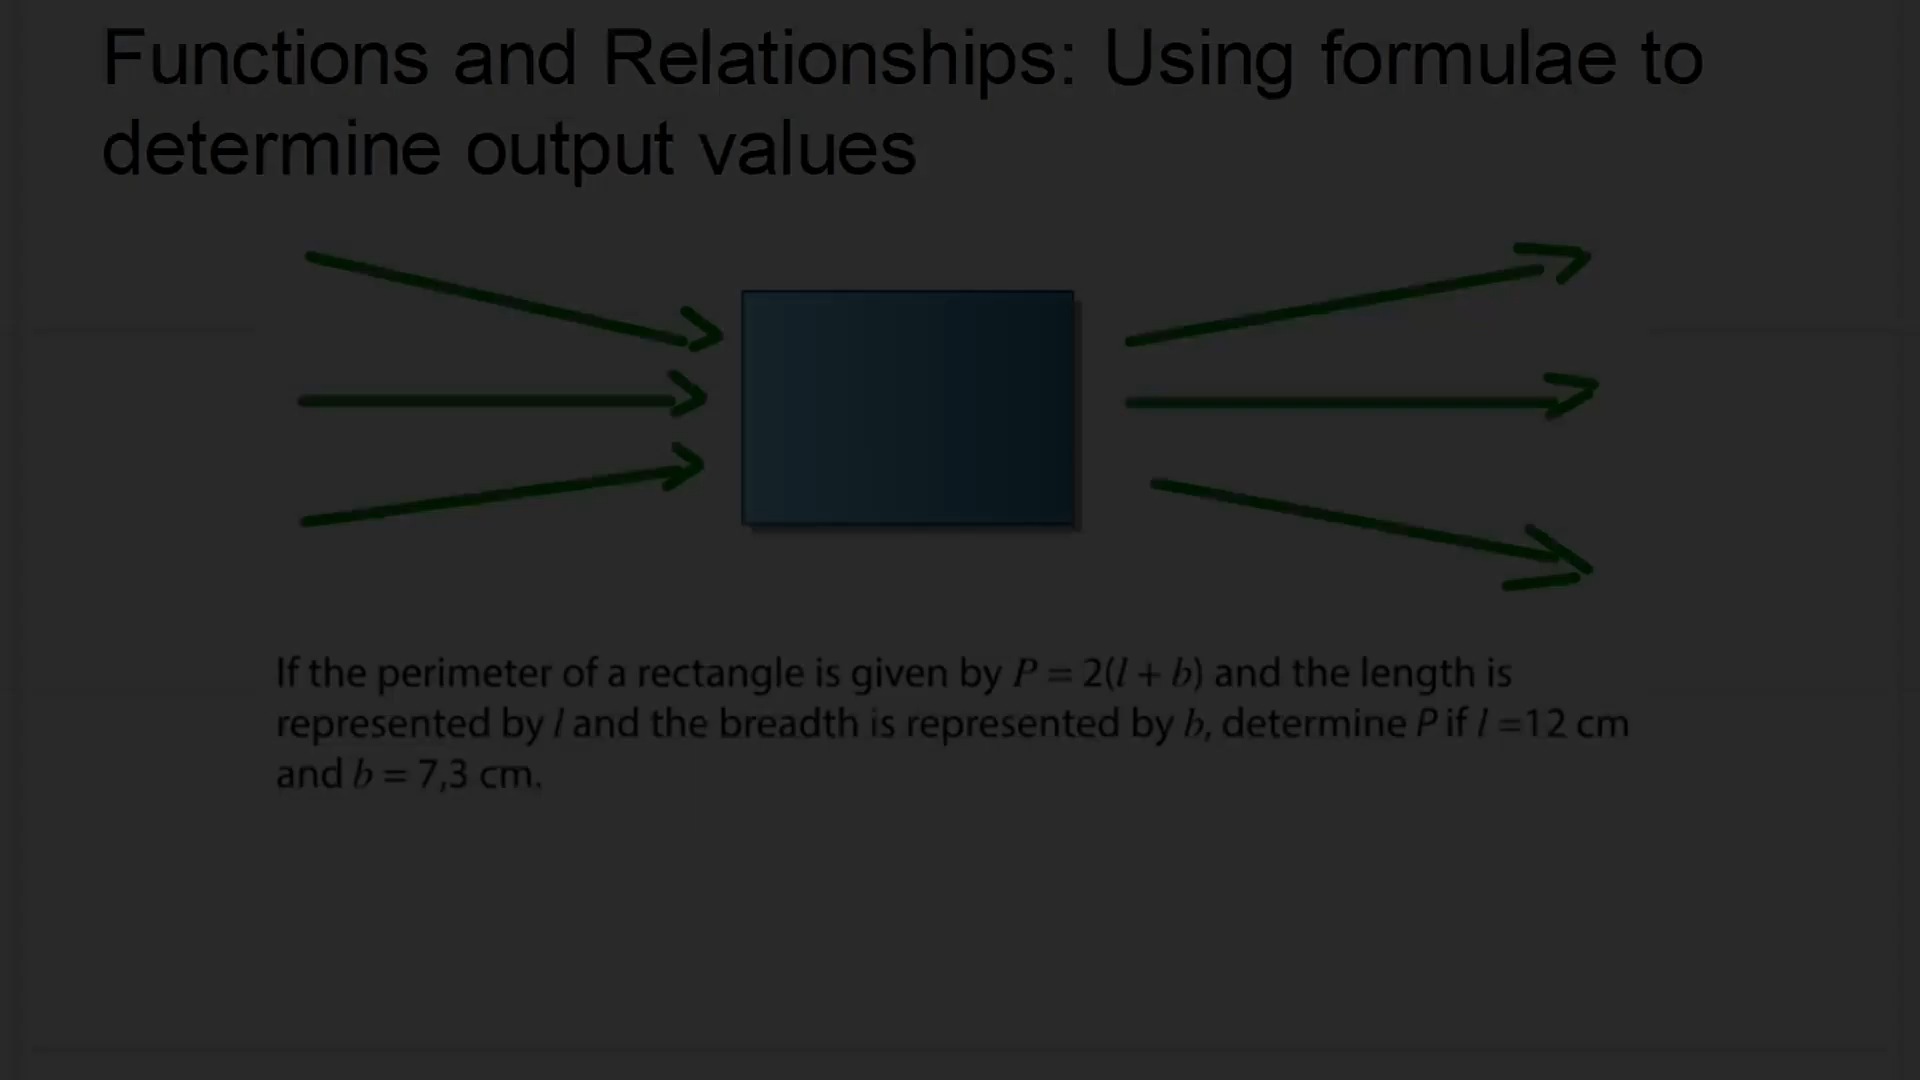 Functions and Relationships: Using formulae to
determine output values
If the perimeter of a rectangle is given by P = 2(l + b) and the length is
represented by l and the breadth is represented by b, determine P if l =12 cm
and b = 7,3 cm.